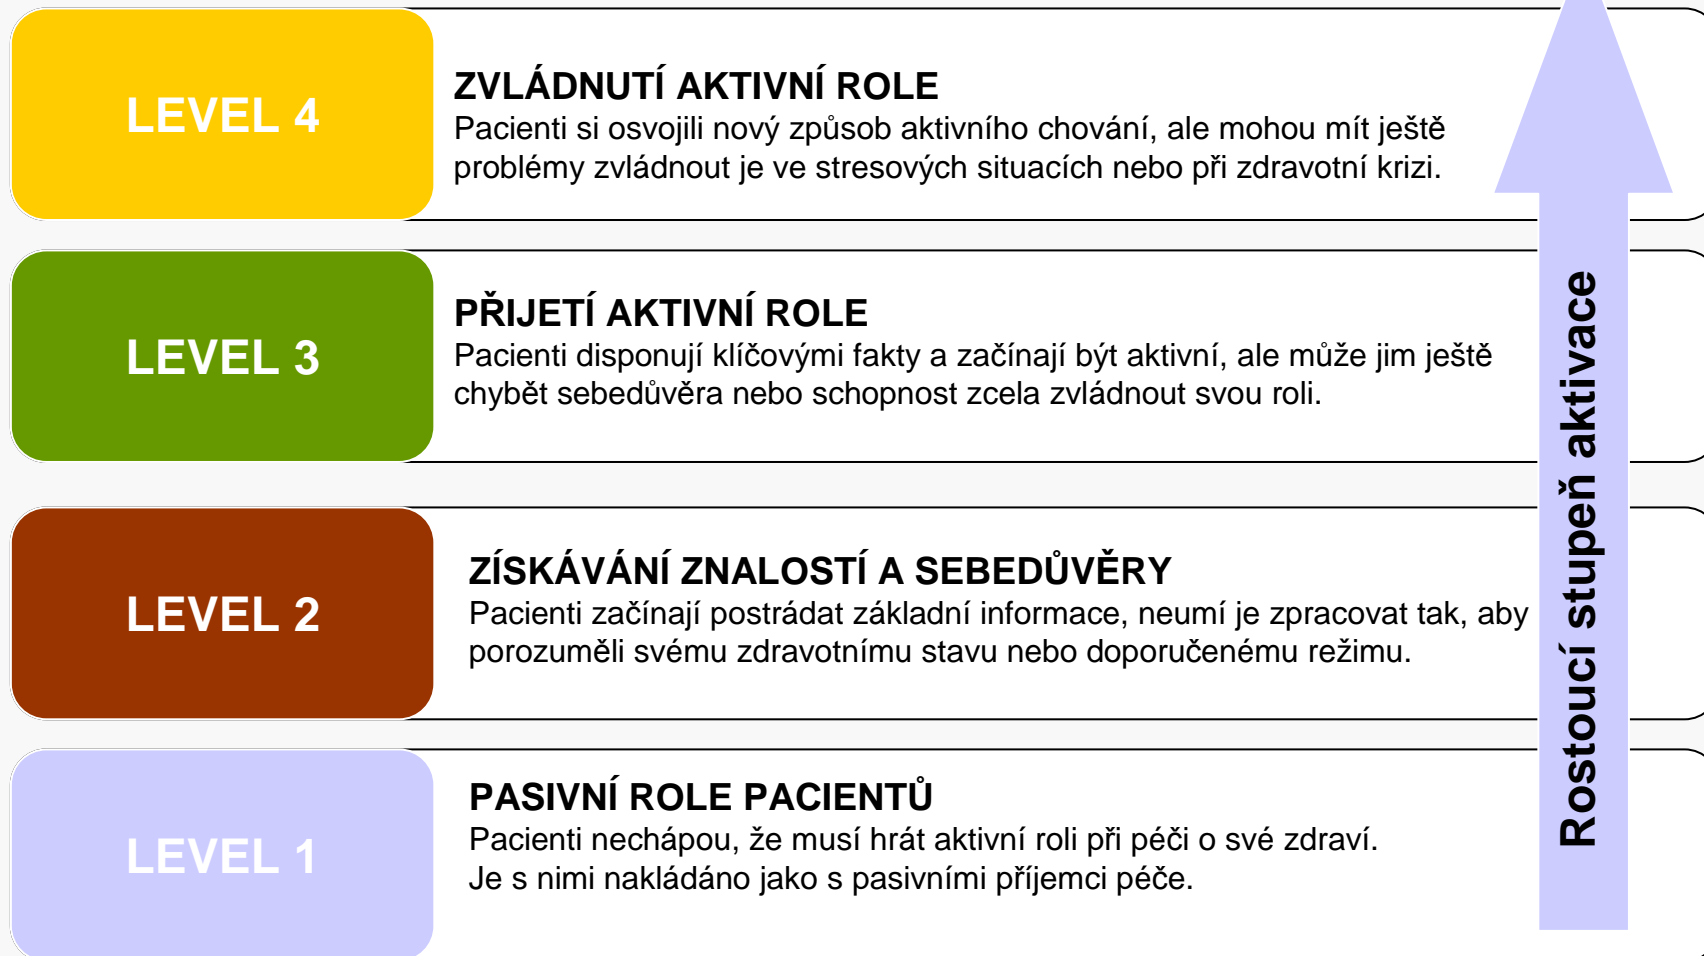 LEVEL 4
ZVLÁDNUTÍ AKTIVNÍ ROLE
Pacienti si osvojili nový způsob aktivního chování, ale mohou mít ještě
problémy zvládnout je ve stresových situacích nebo při zdravotní krizi.
LEVEL 3
PŘIJETÍ AKTIVNÍ ROLE
Pacienti disponují klíčovými fakty a začínají být aktivní, ale může jim ještě
chybět sebedůvěra nebo schopnost zcela zvládnout svou roli.
LEVEL 2
ZÍSKÁVÁNÍ ZNALOSTÍ A SEBEDŮVĚRY
Pacienti začínají postrádat základní informace, neumí je zpracovat tak, aby
porozuměli svému zdravotnímu stavu nebo doporučenému režimu.
LEVEL 1
PASIVNÍ ROLE PACIENTŮ
Pacienti nechápou, že musí hrát aktivní roli při péči o své zdraví.
Je s nimi nakládáno jako s pasivními příjemci péče.
Rostoucí stupeň aktivace